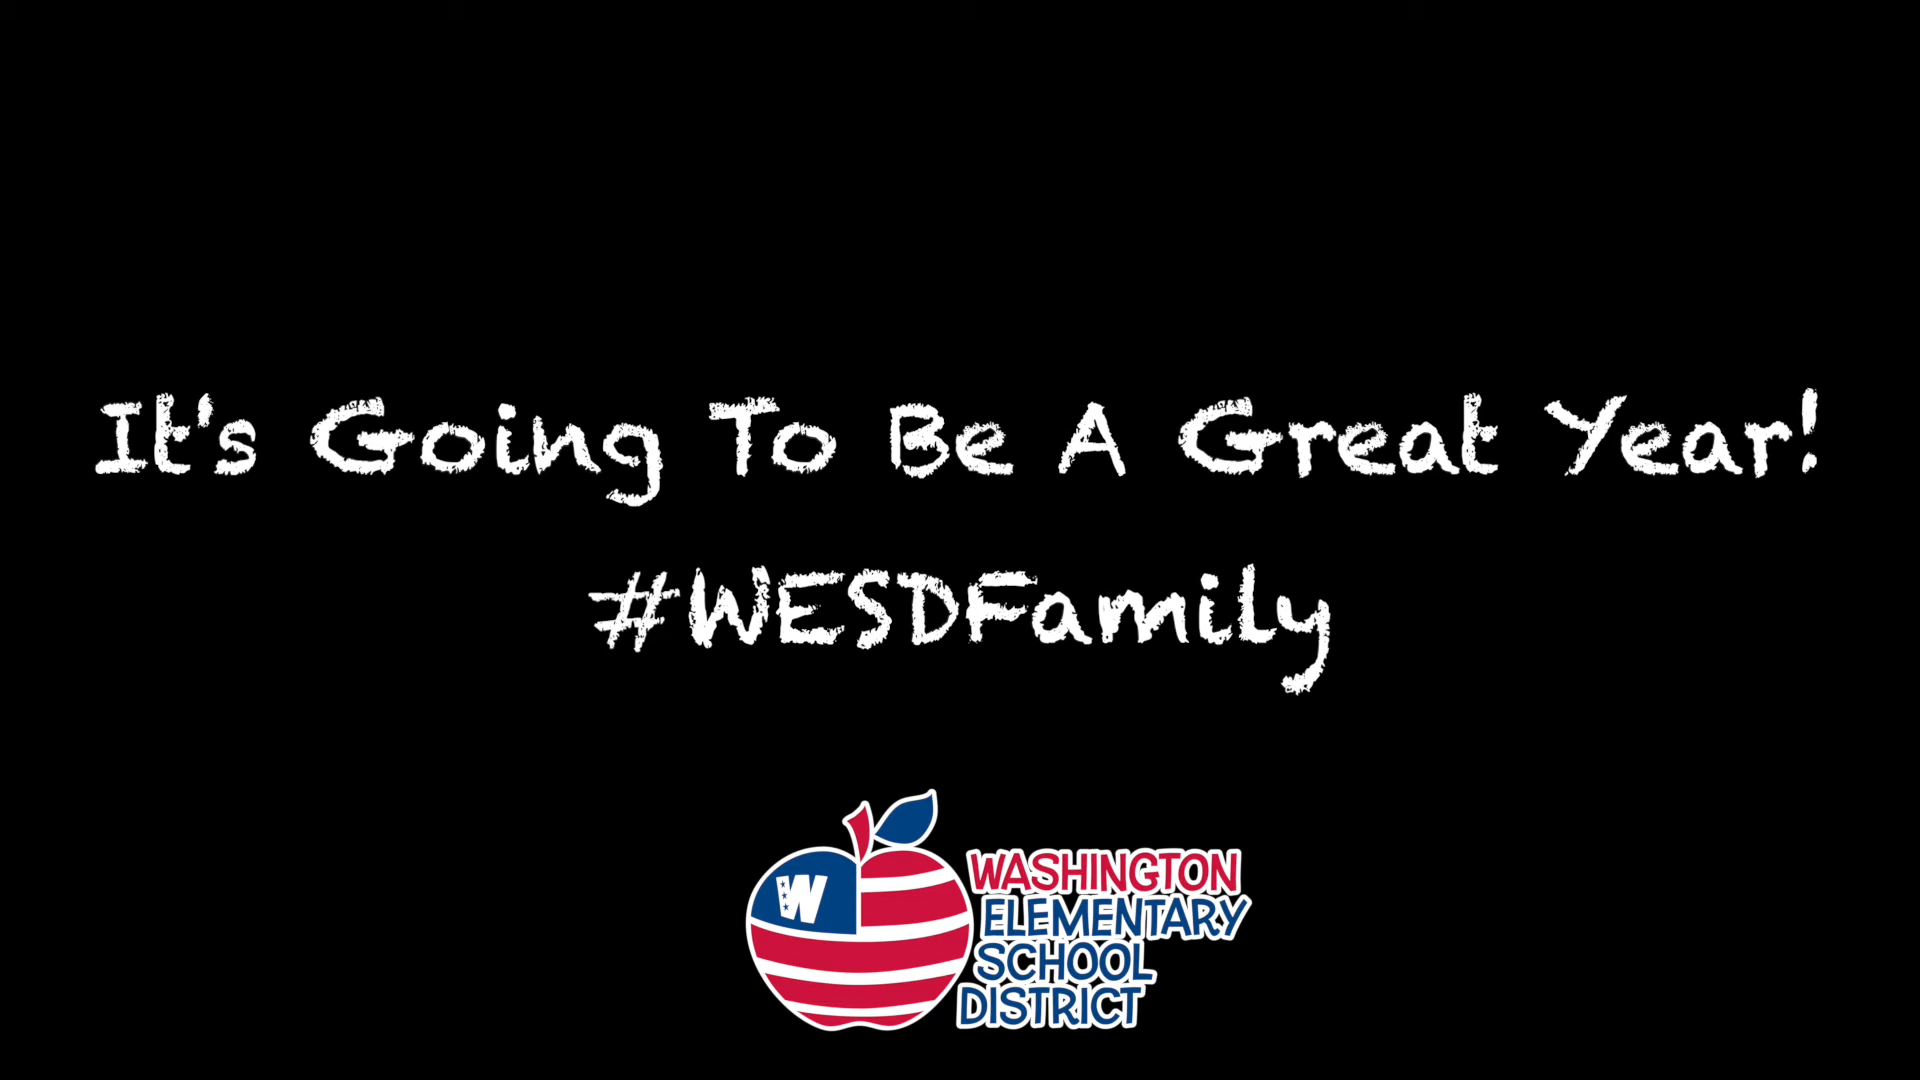 It's Going To Be A Great Year!
#WESDFamily
W
WASHINGTON
ELEMENTARY
SCHOOL
DISTRICT